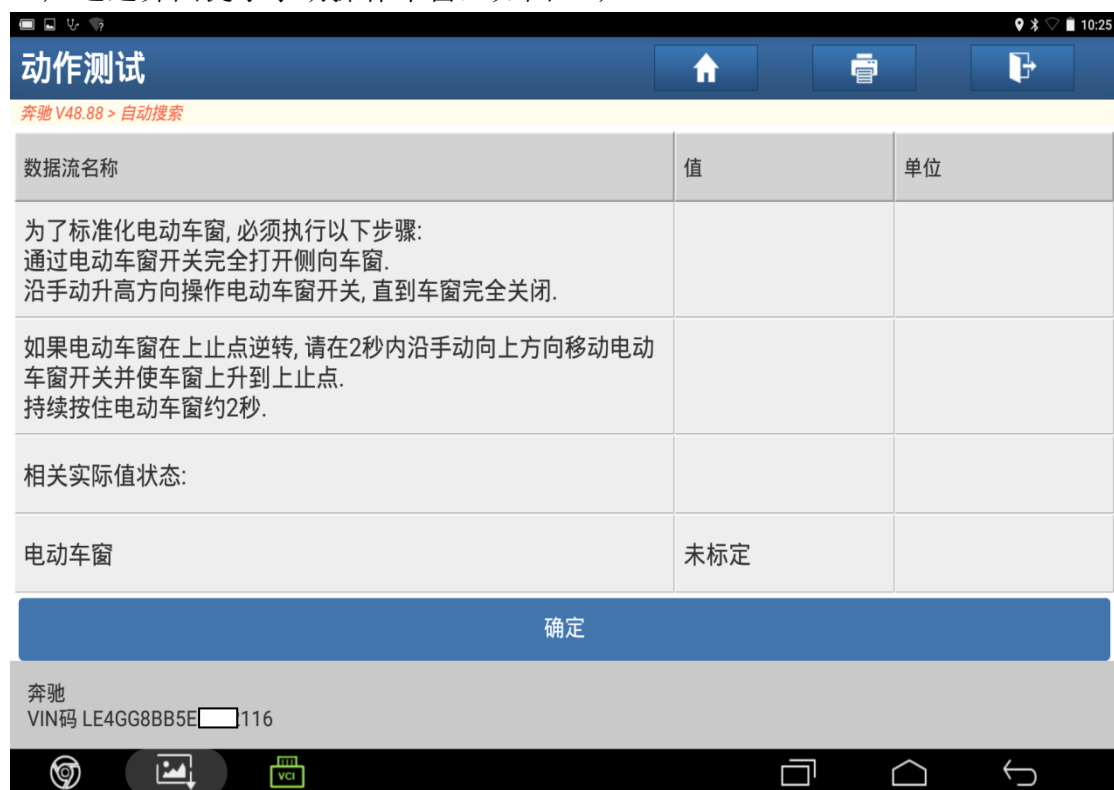 10:25
动作测试
奔驰 V48.88 > 自动搜索
数据流名称 值 单位
为了标准化电动车窗, 必须执行以下步骤:
通过电动车窗开关完全打开侧向车窗.
沿手动升高方向操作电动车窗开关, 直到车窗完全关闭.
如果电动车窗在上止点逆转, 请在2秒内沿手动向上方向移动电动
车窗开关并使车窗上升到上止点.
持续按住电动车窗约2秒.
相关实际值状态:
电动车窗 未标定
确定
奔驰
VIN码 LE4GG8BB5E 116
VCI